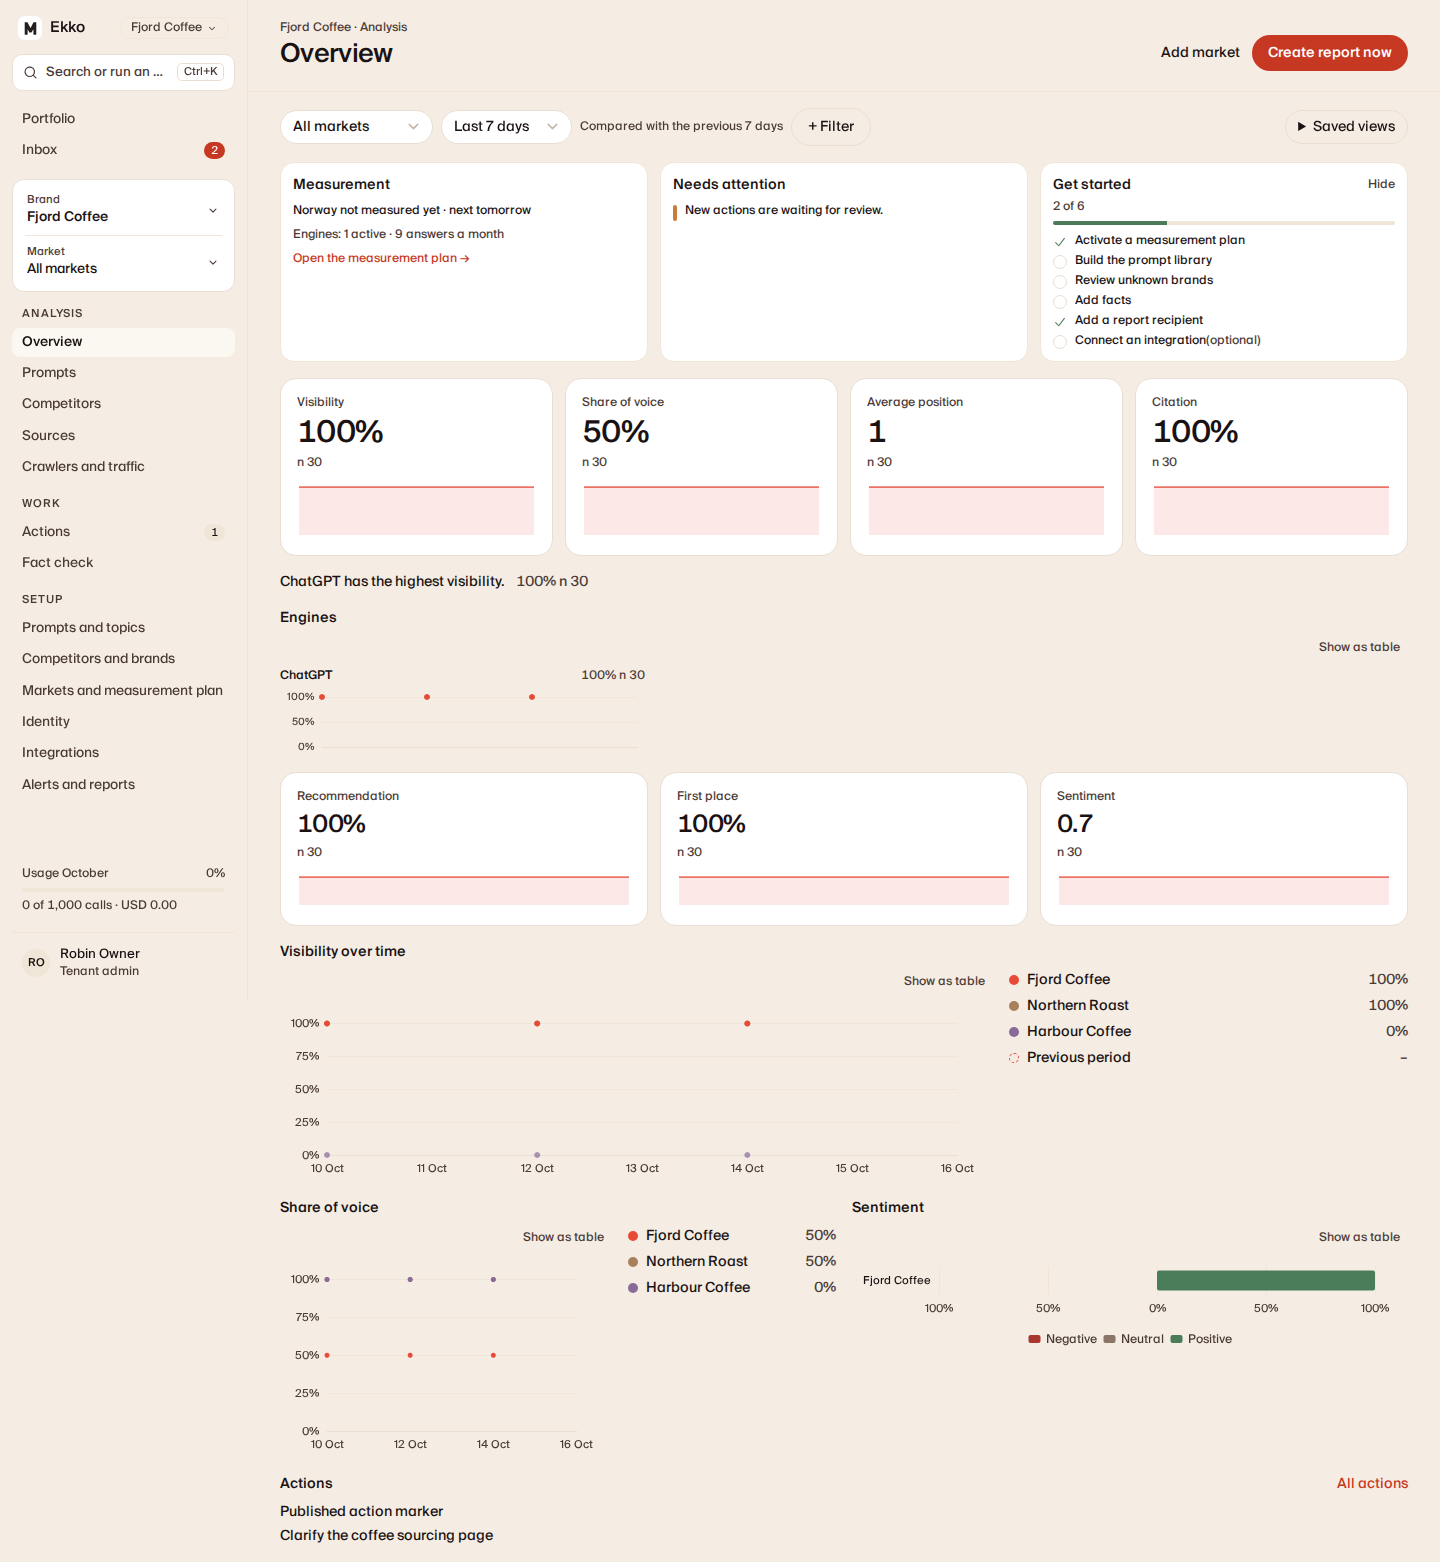 Ekko
Fjord Coffee
Search or run an ...
Ctrl+K
Portfolio
Inbox
2
Brand
Fjord Coffee
Market
All markets
ANALYSIS
Overview
Prompts
Competitors
Sources
Crawlers and traffic
WORK
Actions
1
Fact check
SETUP
Prompts and topics
Competitors and brands
Markets and measurement plan
Identity
Integrations
Alerts and reports
Usage October
0%
0 of 1,000 calls · USD 0.00
RO
Robin Owner
Tenant admin
Fjord Coffee · Analysis
Overview
Add market
Create report now
All markets
Last 7 days
Compared with the previous 7 days
+ Filter
Saved views
Measurement
Norway not measured yet · next tomorrow
Engines: 1 active · 9 answers a month
Open the measurement plan →
Needs attention
New actions are waiting for review.
Get started
Hide
2 of 6
Activate a measurement plan
Build the prompt library
Review unknown brands
Add facts
Add a report recipient
Connect an integration(optional)
Visibility
100%
n 30
Share of voice
50%
n 30
Average position
1
n 30
Citation
100%
n 30
ChatGPT has the highest visibility. 100% n 30
Engines
Show as table
ChatGPT
100% n 30
100%
50%
0%
Recommendation
100%
n 30
First place
100%
n 30
Sentiment
0.7
n 30
Visibility over time
Show as table
100%
75%
50%
25%
0%
10 Oct
11 Oct
12 Oct
13 Oct
14 Oct
15 Oct
16 Oct
Fjord Coffee
100%
Northern Roast
100%
Harbour Coffee
0%
Previous period
–
Share of voice
Show as table
100%
75%
50%
25%
0%
10 Oct
12 Oct
14 Oct
16 Oct
Fjord Coffee
50%
Northern Roast
50%
Harbour Coffee
0%
Sentiment
Show as table
Fjord Coffee
100%
50%
0%
50%
100%
Negative
Neutral
Positive
Actions
All actions
Published action marker
Clarify the coffee sourcing page